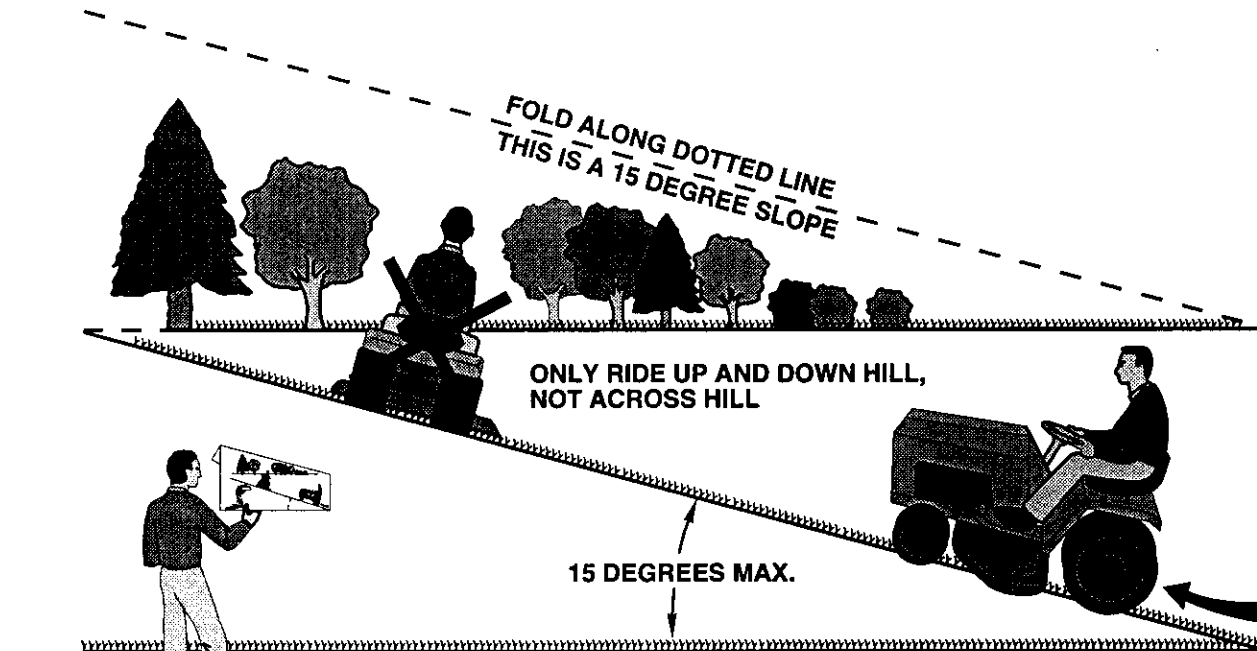 FOLD ALONG DOTTED LINE
THIS IS A 15 DEGREE SLOPE
ONLY RIDE UP AND DOWN HILL,
NOT ACROSS HILL
15 DEGREES MAX.